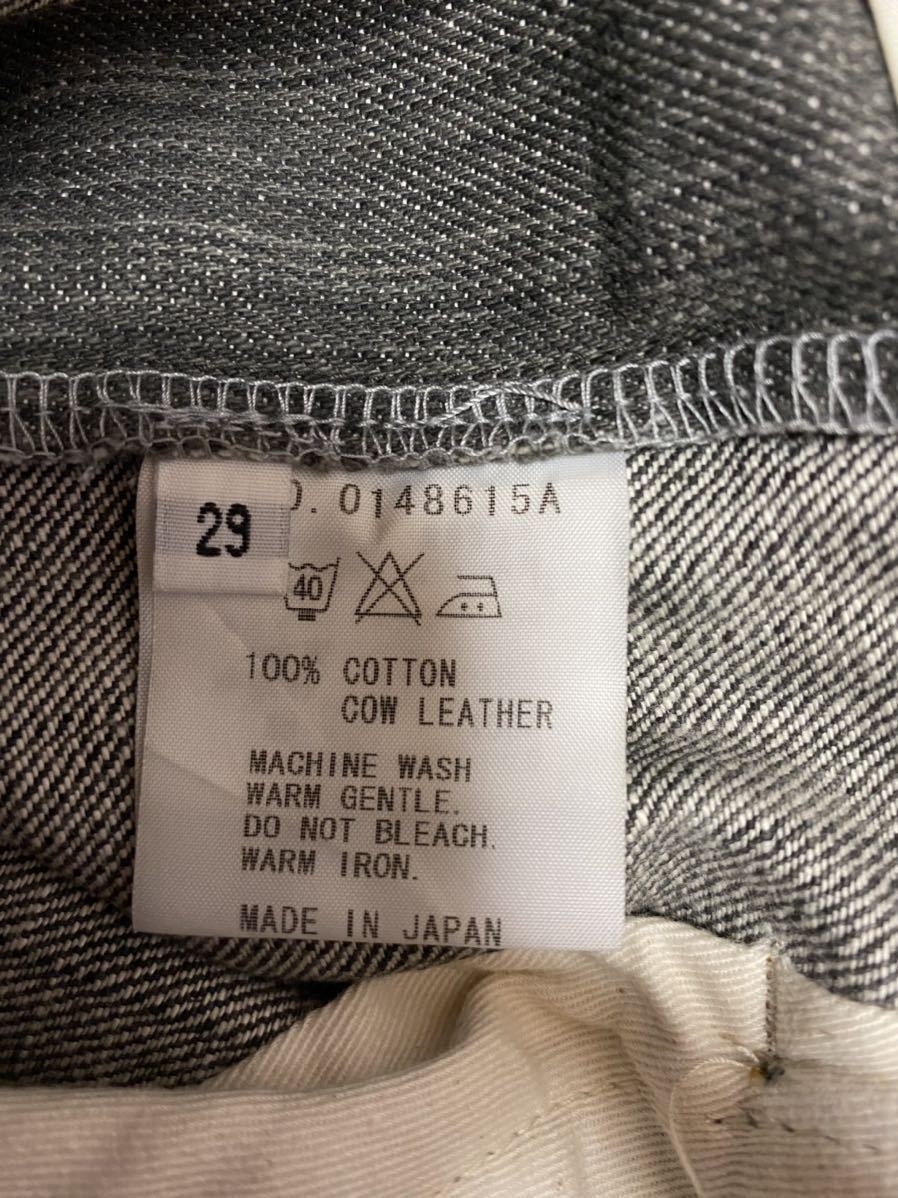 29
. 0148615A
40
100% COTTON
COW LEATHER
MACHINE WASH
WARM GENTLE.
DO NOT BLEACH.
WARM IRON.
MADE IN JAPAN